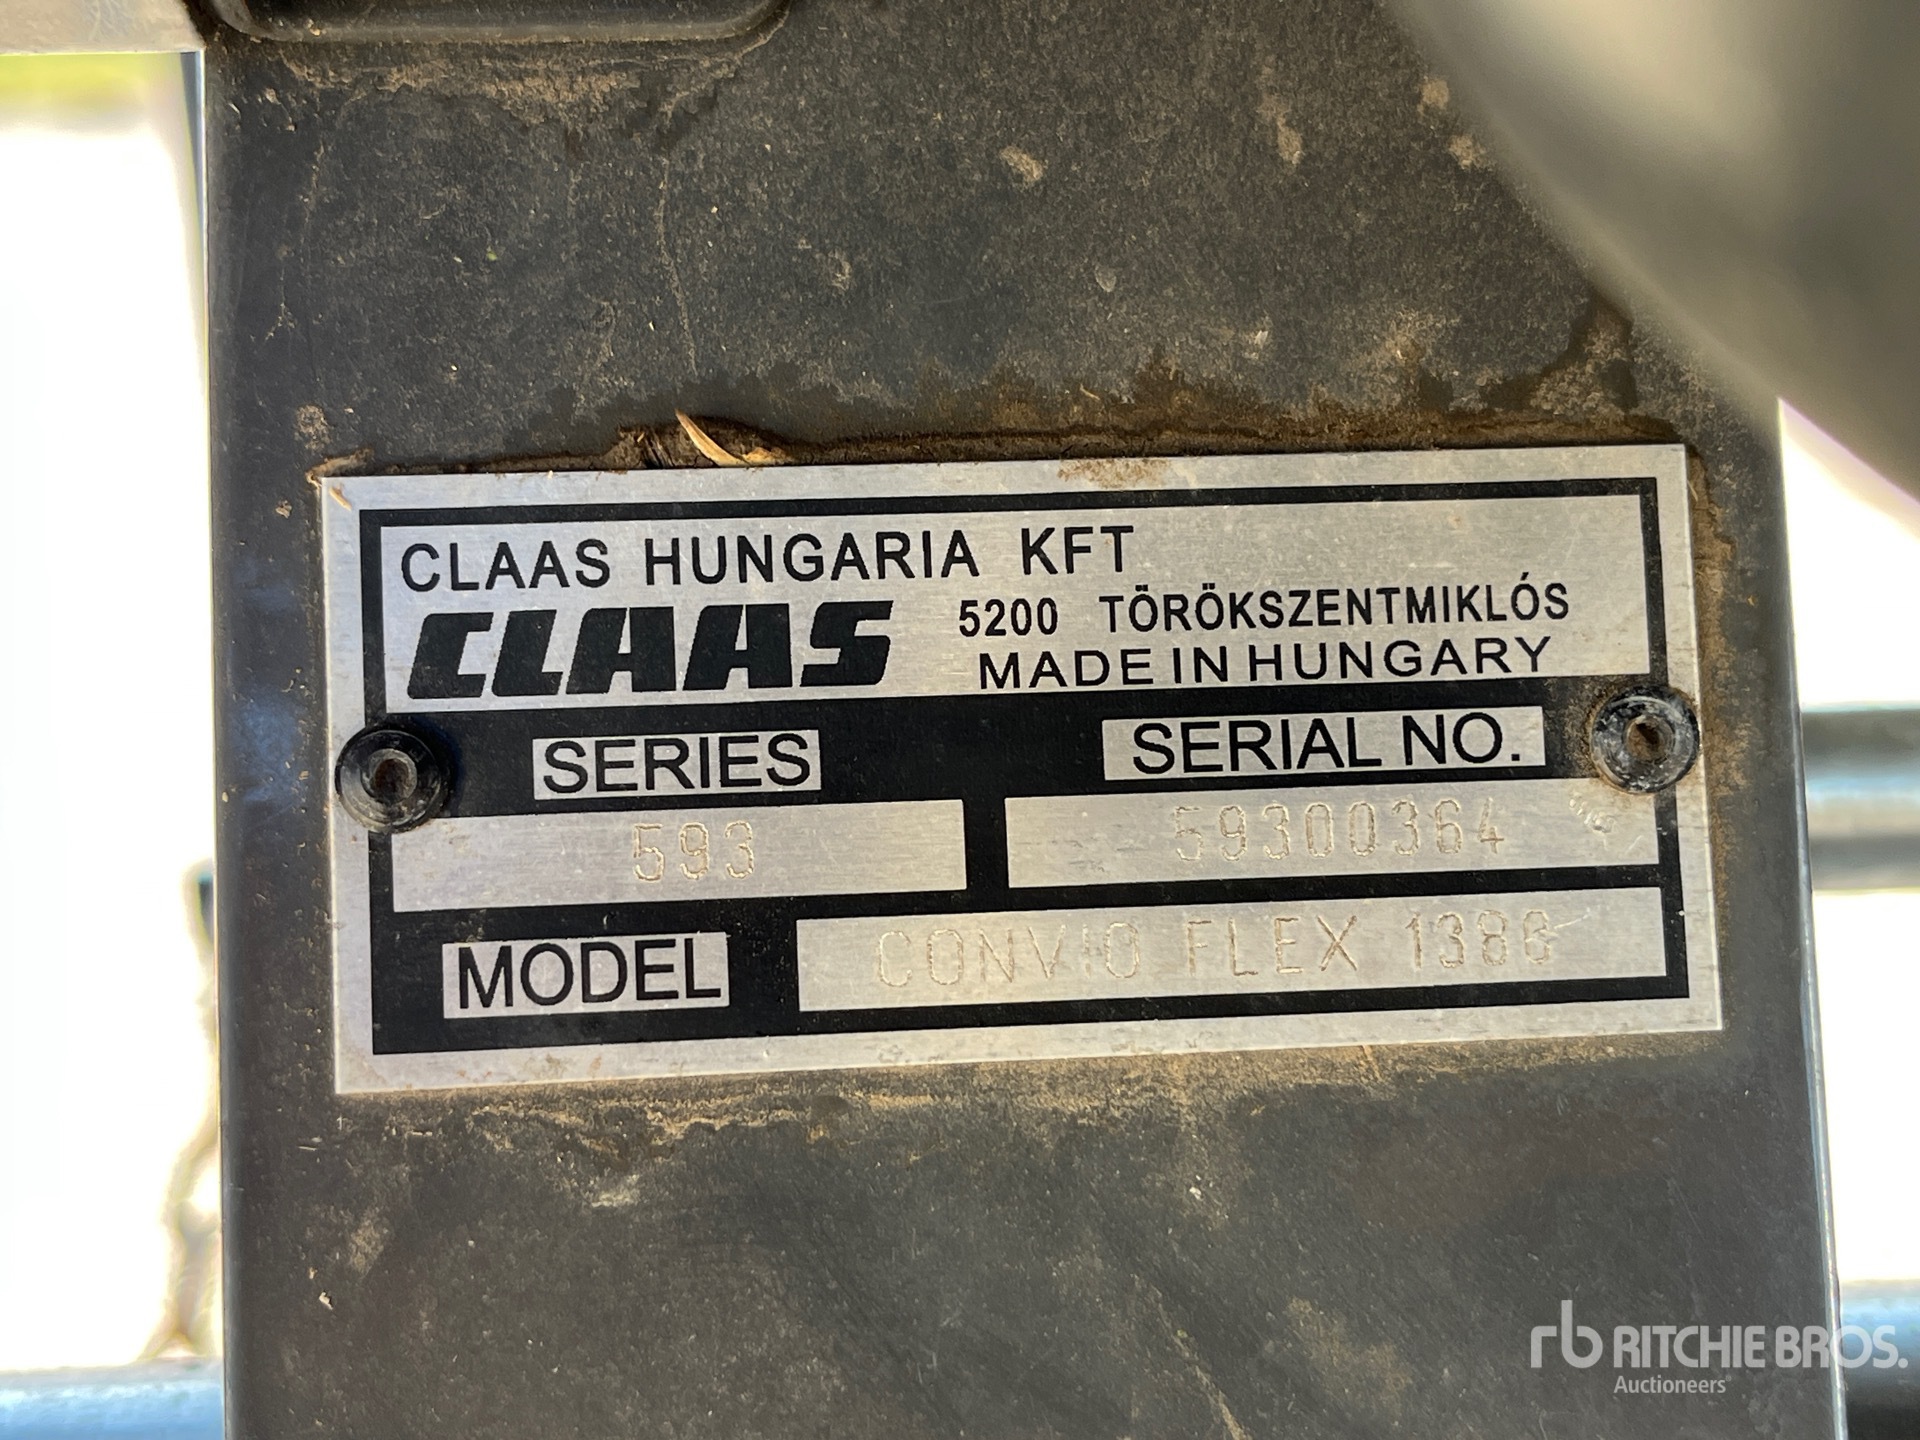 CLAAS HUNGARIA KFT
CLAAS 5200 TÖRÖKSZENTMIKLÓS
MADE IN HUNGARY
SERIES SERIAL NO.
593 59300364
MODEL CONVIO FLEX 1380
rb RITCHIE BROS.
Auctioneers